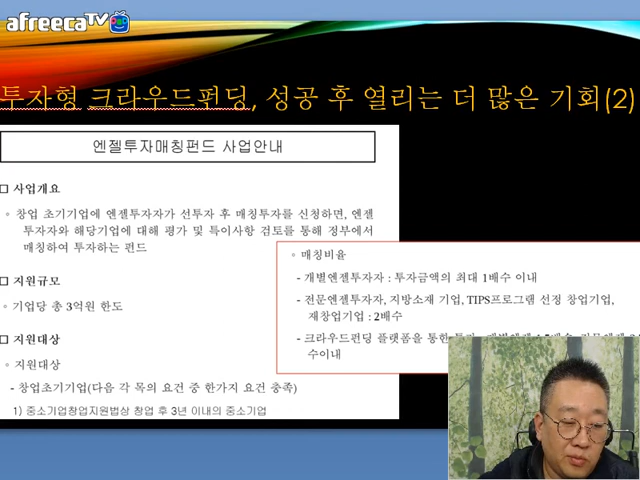 afreecaTV
투자형 크라우드펀딩, 성공 후 열리는 더 많은 기회(2)
엔젤투자매칭펀드 사업안내
□ 사업개요
◦ 창업 초기기업에 엔젤투자자가 선투자 후 매칭투자를 신청하면, 엔젤
투자자와 해당기업에 대해 평가 및 특이사항 검토를 통해 정부에서
매칭하여 투자하는 펀드
□ 지원규모
◦ 기업당 총 3억원 한도
□ 지원대상
◦ 지원대상
- 창업초기기업(다음 각 목의 요건 중 한가지 요건 충족)
1) 중소기업창업지원법상 창업 후 3년 이내의 중소기업
◦ 매칭비율
- 개별엔젤투자자 : 투자금액의 최대 1배수 이내
- 전문엔젤투자자, 지방소재 기업, TIPS프로그램 선정 창업기업,
재창업기업 : 2배수
- 크라우드펀딩 플랫폼을 통한
수이내